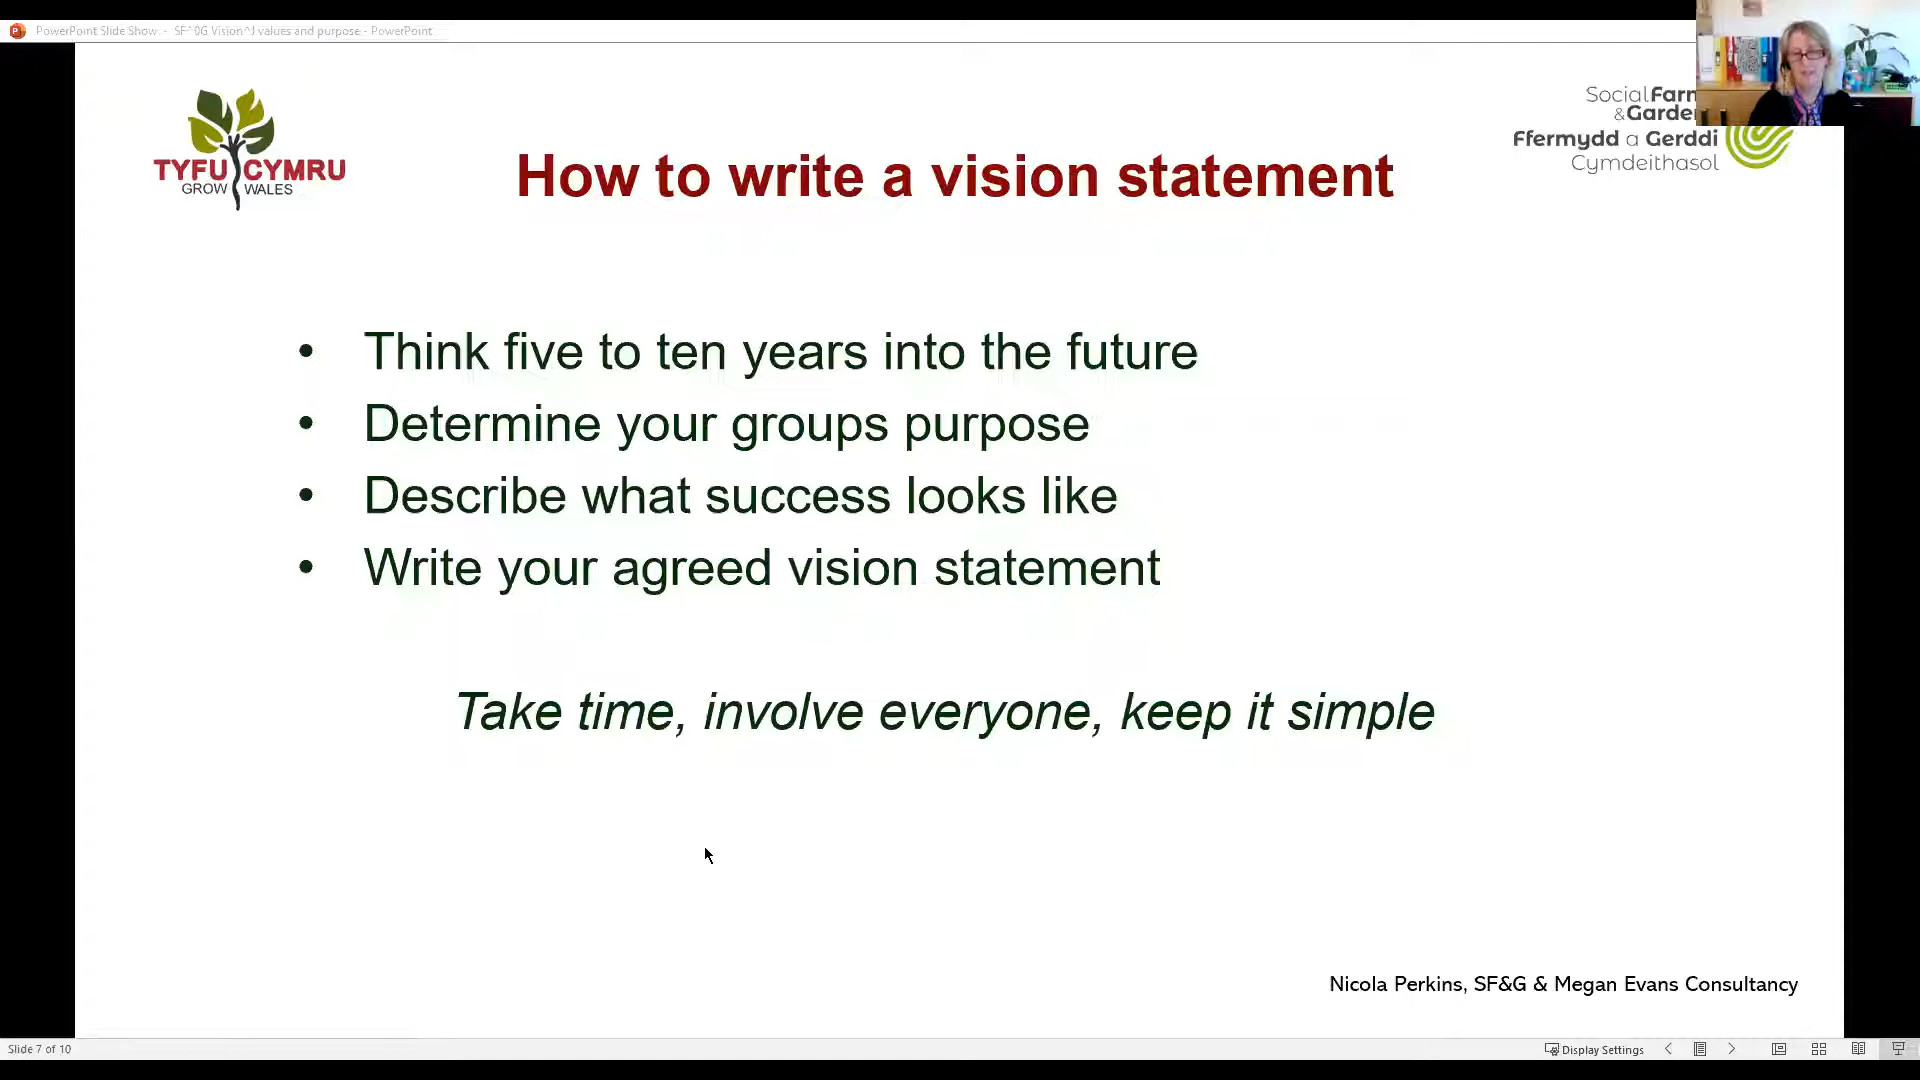 PowerPoint Slide Show - SF^0G Vision^J values and purpose - PowerPoint
TYFU CYMRU
GROW WALES
How to write a vision statement
Social Farm
&Garde
Ffermydd a Gerddi
Cymdeithasol
• Think five to ten years into the future
• Determine your groups purpose
• Describe what success looks like
• Write your agreed vision statement
Take time, involve everyone, keep it simple
Nicola Perkins, SF&G & Megan Evans Consultancy
Slide 7 of 10
Display Settings